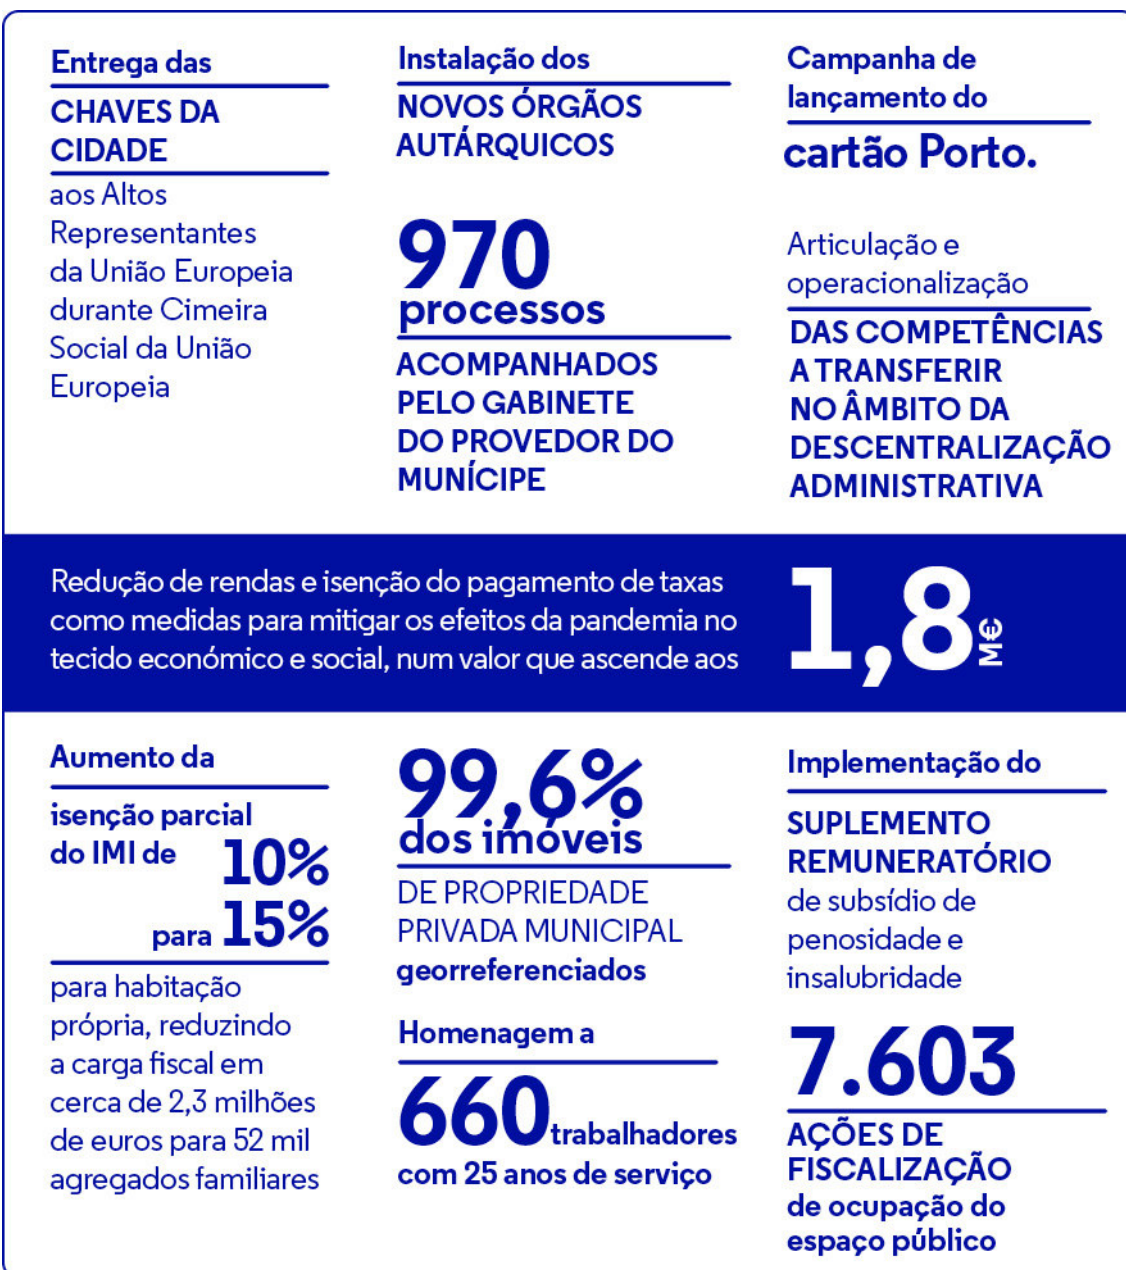 Entrega das
CHAVES DA
CIDADE
aos Altos
Representantes
da União Europeia
durante Cimeira
Social da União
Europeia
Instalação dos
NOVOS ÓRGÃOS
AUTÁRQUICOS
970
processos
ACOMPANHADOS
PELO GABINETE
DO PROVEDOR DO
MUNÍCIPE
Campanha de
lançamento do
cartão Porto.
Articulação e
operacionalização
DAS COMPETÊNCIAS
A TRANSFERIR
NO ÂMBITO DA
DESCENTRALIZAÇÃO
ADMINISTRATIVA
Redução de rendas e isenção do pagamento de taxas
como medidas para mitigar os efeitos da pandemia no
tecido económico e social, num valor que ascende aos
1,8 M€
Aumento da
isenção parcial
do IMI de 10%
para 15%
para habitação
própria, reduzindo
a carga fiscal em
cerca de 2,3 milhões
de euros para 52 mil
agregados familiares
99,6%
dos imóveis
DE PROPRIEDADE
PRIVADA MUNICIPAL
georreferenciados
Homenagem a
660 trabalhadores
com 25 anos de serviço
Implementação do
SUPLEMENTO
REMUNERATÓRIO
de subsídio de
penosidade e
insalubridade
7.603
AÇÕES DE
FISCALIZAÇÃO
de ocupação do
espaço público